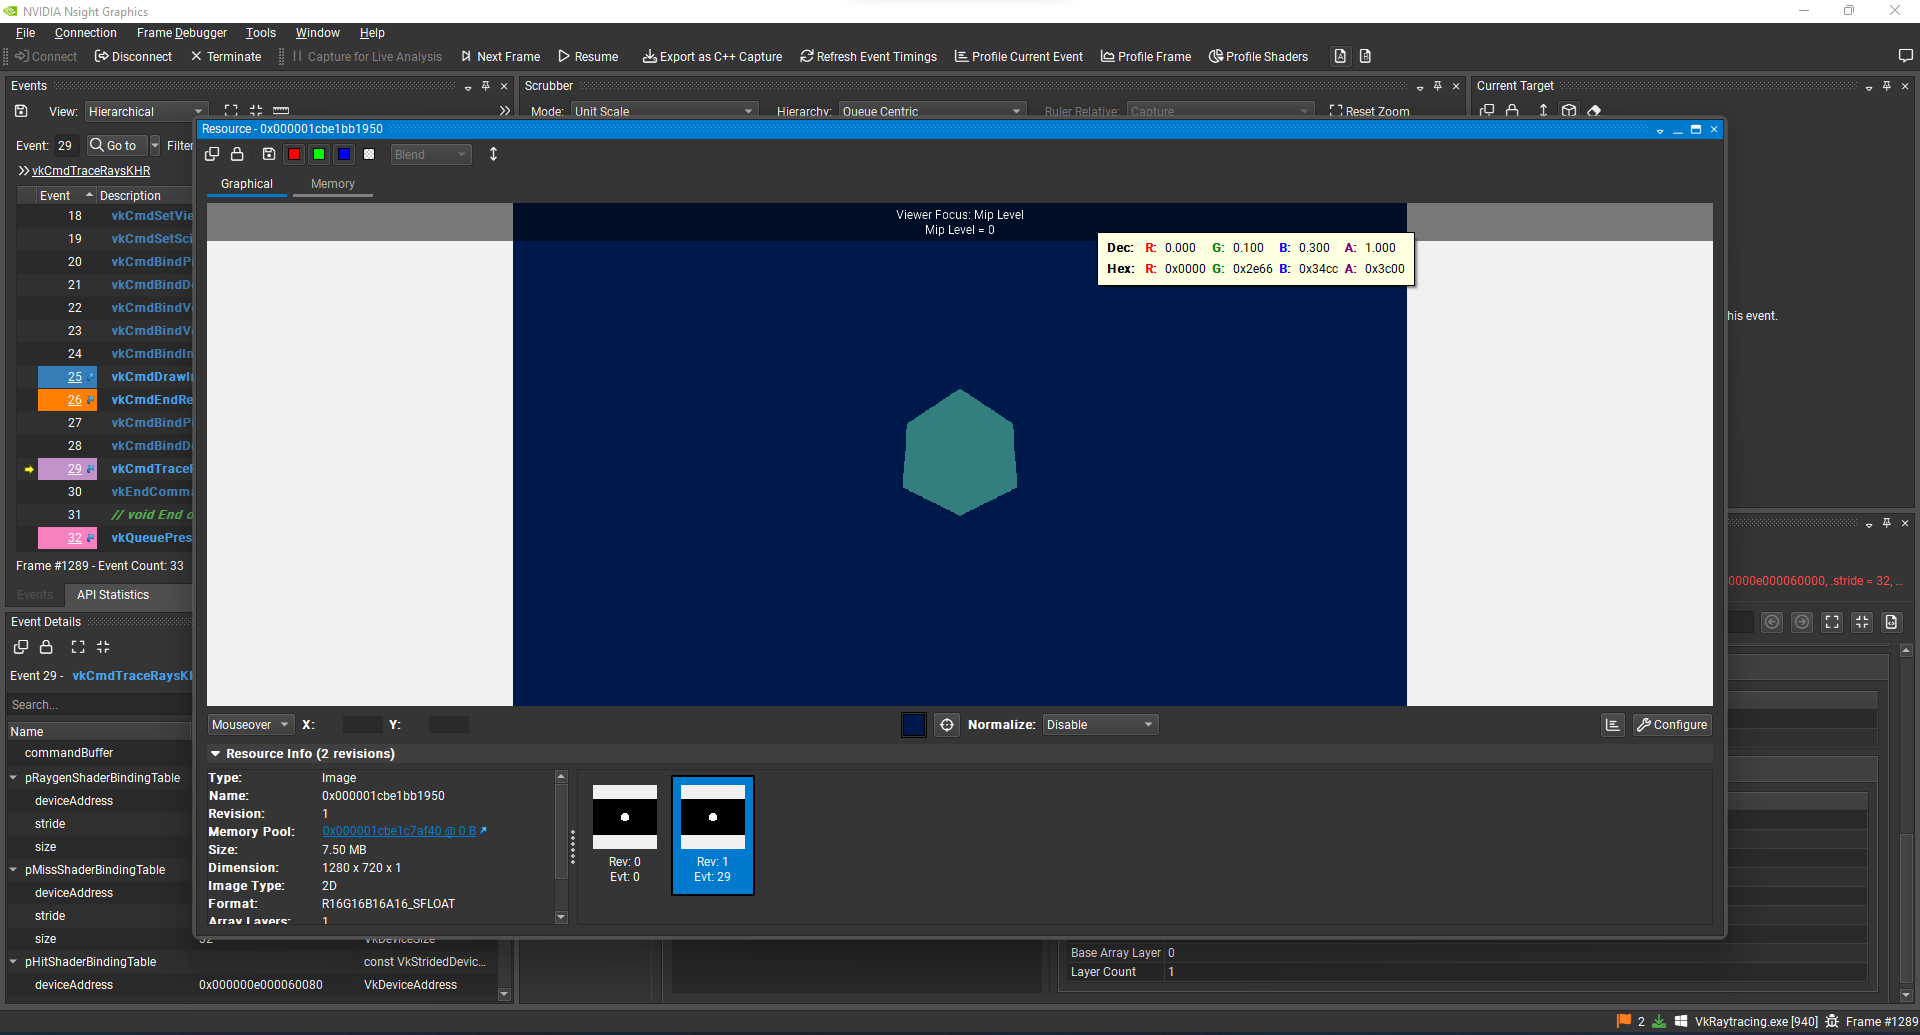 NVIDIA Nsight Graphics
File Connection Frame Debugger Tools Window Help
Connect Disconnect Terminate Capture for Live Analysis Next Frame Resume Export as C++ Capture Refresh Event Timings Profile Current Event Profile Frame Profile Shaders
Events
Scrubber
Current Target
View: Hierarchical
Mode: Unit Scale Hierarchy: Queue Centric Ruler Relative: Capture Reset Zoom
Resource - 0x000001cbe1bb1950
Event: 29 Go to Filter
Blend
vkCmdTraceRaysKHR
Graphical Memory
Event Description
18 vkCmdSetVie
19 vkCmdSetSci
20 vkCmdBindP
21 vkCmdBindD
22 vkCmdBindV
23 vkCmdBindV
24 vkCmdBindIn
25 vkCmdDrawI
26 vkCmdEndRe
27 vkCmdBindP
28 vkCmdBindD
29 vkCmdTraceR
30 vkEndComma
31 // void End o
32 vkQueuePres
Frame #1289 - Event Count: 33
Events API Statistics
Viewer Focus: Mip Level
Mip Level = 0
Dec: R: 0.000 G: 0.100 B: 0.300 A: 1.000
Hex: R: 0x0000 G: 0x2e66 B: 0x34cc A: 0x3c00
his event.
0000e000060000, .stride = 32, ...
Event Details
Event 29 - vkCmdTraceRaysKH
Search...
Name
commandBuffer
pRaygenShaderBindingTable
deviceAddress
stride
size
pMissShaderBindingTable
deviceAddress
stride
size 32 VkDeviceSize
pHitShaderBindingTable const VkStridedDevic...
deviceAddress 0x000000e000060080 VkDeviceAddress
Mouseover X: Y:
Normalize: Disable
Configure
Resource Info (2 revisions)
Type: Image
Name: 0x000001cbe1bb1950
Revision: 1
Memory Pool: 0x000001cbe1c7af40 @ 0 B
Size: 7.50 MB
Dimension: 1280 x 720 x 1
Image Type: 2D
Format: R16G16B16A16_SFLOAT
Array Layers: 1
Rev: 0
Evt: 0
Rev: 1
Evt: 29
Base Array Layer 0
Layer Count 1
2 VkRaytracing.exe [940] Frame #1289